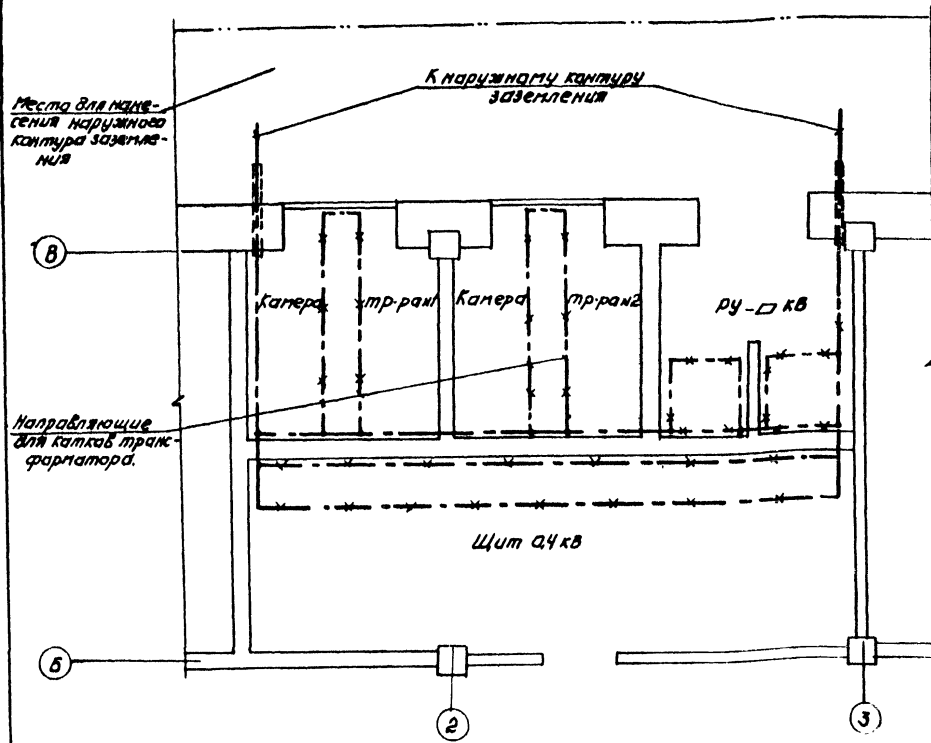 К наружному контуру
заземления
Места для нане-
сения наружного
контура заземле-
ния
В
Камера
тр-ра №1
Камера
тр-ра №2
РУ - кВ
Направляющие
для катков транс-
форматора.
Щит 0,4 кВ
Б
2
3